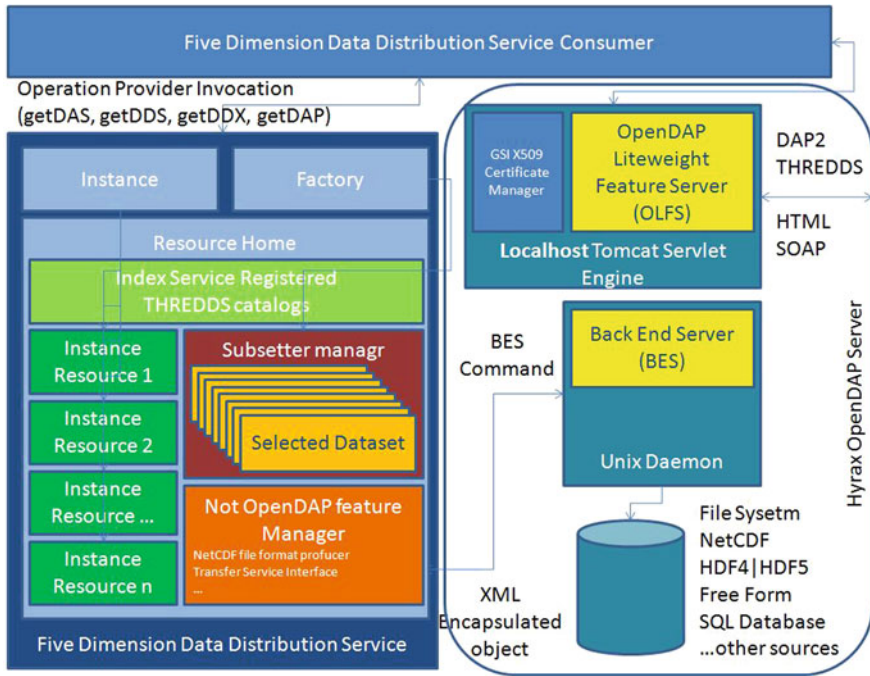 Five Dimension Data Distribution Service Consumer
Operation Provider Invocation
(getDAS, getDDS, getDDX, getDAP)
Instance
Factory
Resource Home
Index Service Registered
THREDDS catalogs
Instance
Resource 1
Instance
Resource 2
Instance
Resource ...
Instance
Resource n
Subsetter managr
Selected Dataset
Not OpenDAP feature
Manager
NetCDF file format profucer
Transfer Service Interface
...
Five Dimension Data Distribution Service
GSI X509
Certificate
Manager
OpenDAP
Liteweight
Feature Server
(OLFS)
Localhost Tomcat Servlet
Engine
DAP2
THREDDS
HTML
SOAP
BES
Command
Back End Server
(BES)
Unix Daemon
XML
Encapsulated
object
File Sysetm
NetCDF
HDF4|HDF5
Free Form
SQL Database
...other sources
Hyrax OpenDAP Server